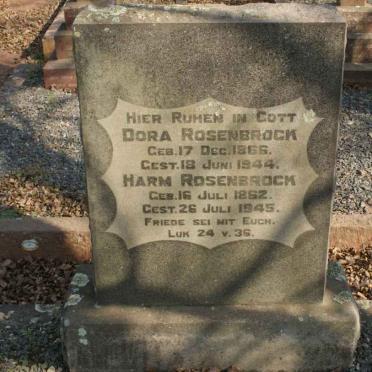 Hier Ruhen in Gott
Dora Rosenbrock
Geb. 17 Dec. 1866.
Gest. 18 Juni 1944.
Harm Rosenbrock
Geb. 16 Juli 1862.
Gest. 26 Juli 1945.
Friede sei mit Euch.
Luk 24 v. 36.